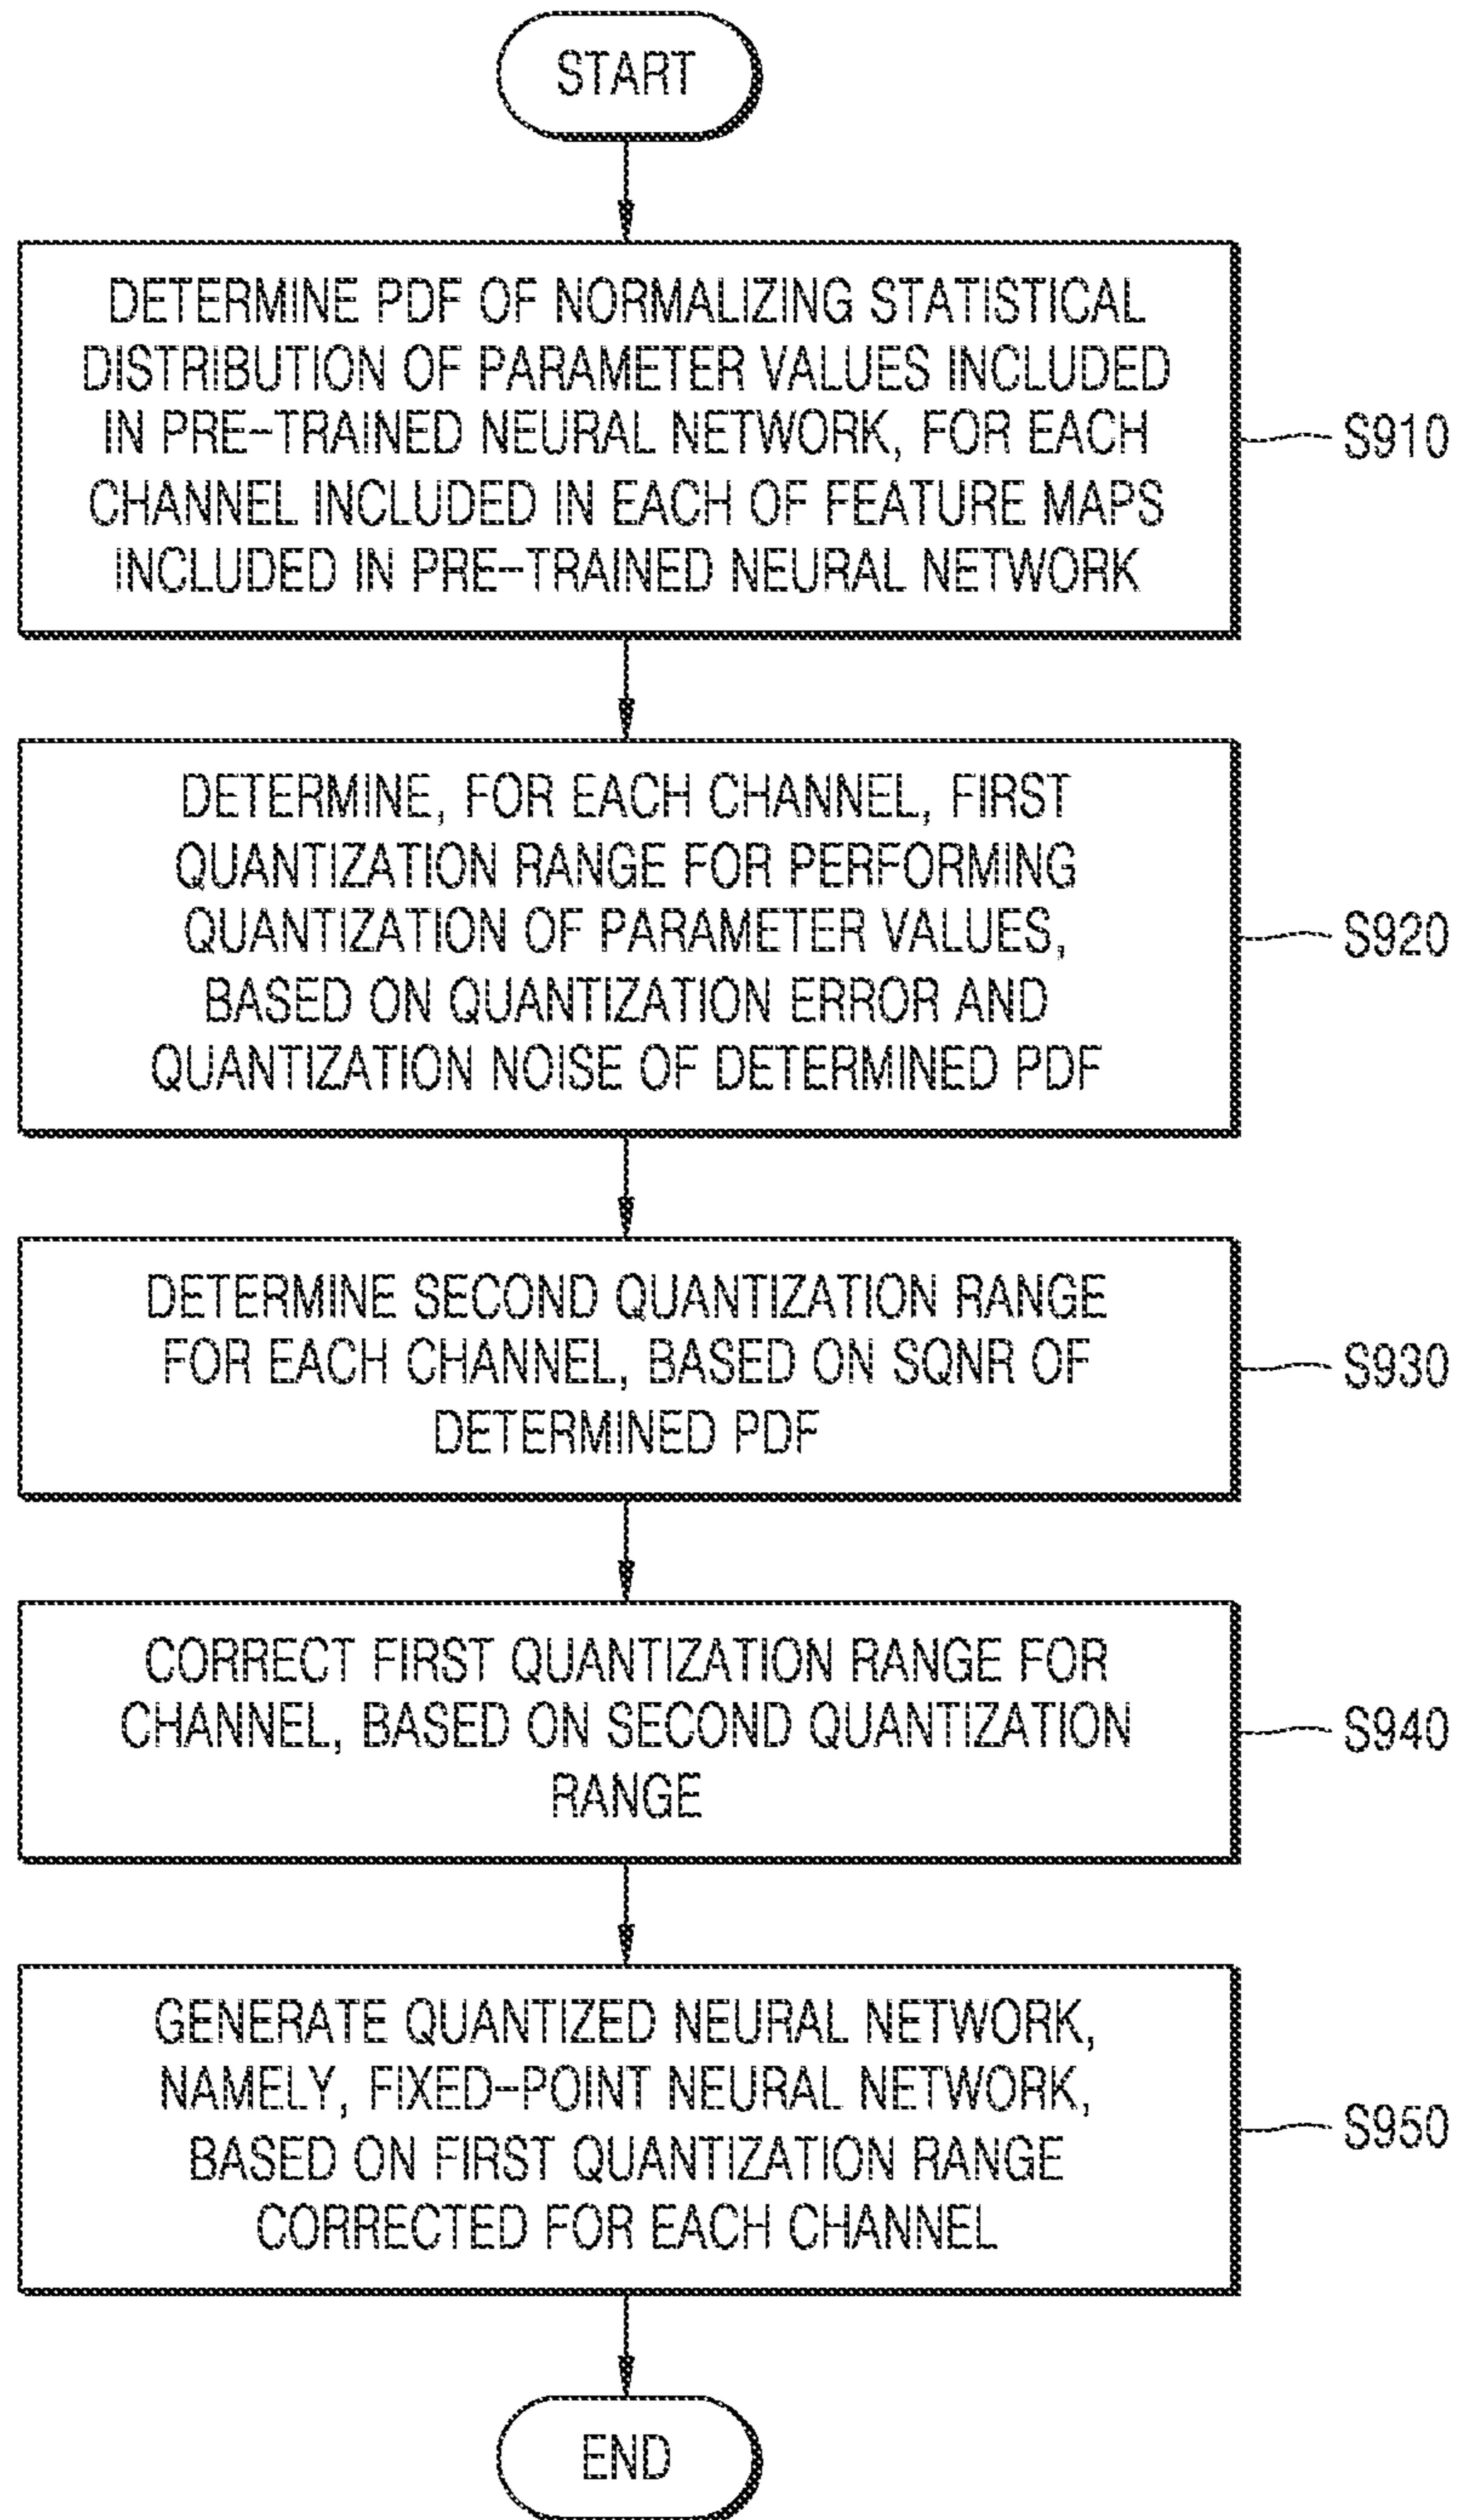 START
DETERMINE PDF OF NORMALIZING STATISTICAL
DISTRIBUTION OF PARAMETER VALUES INCLUDED
IN PRE-TRAINED NEURAL NETWORK, FOR EACH
CHANNEL INCLUDED IN EACH OF FEATURE MAPS
INCLUDED IN PRE-TRAINED NEURAL NETWORK
S910
DETERMINE, FOR EACH CHANNEL, FIRST
QUANTIZATION RANGE FOR PERFORMING
QUANTIZATION OF PARAMETER VALUES,
BASED ON QUANTIZATION ERROR AND
QUANTIZATION NOISE OF DETERMINED PDF
S920
DETERMINE SECOND QUANTIZATION RANGE
FOR EACH CHANNEL, BASED ON SQNR OF
DETERMINED PDF
S930
CORRECT FIRST QUANTIZATION RANGE FOR
CHANNEL, BASED ON SECOND QUANTIZATION
RANGE
S940
GENERATE QUANTIZED NEURAL NETWORK,
NAMELY, FIXED-POINT NEURAL NETWORK,
BASED ON FIRST QUANTIZATION RANGE
CORRECTED FOR EACH CHANNEL
S950
END